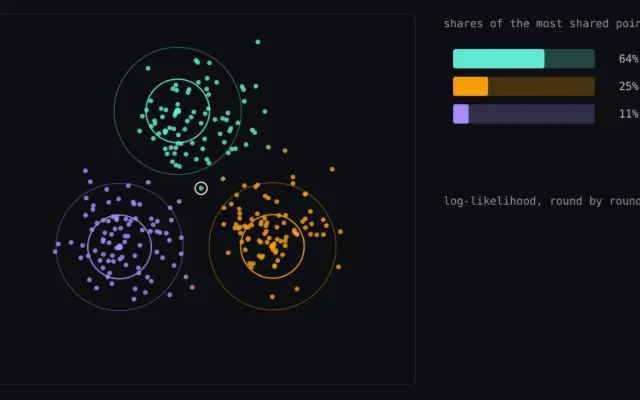 shares of the most shared
64%
25%
11%
log-likelihood, round by round